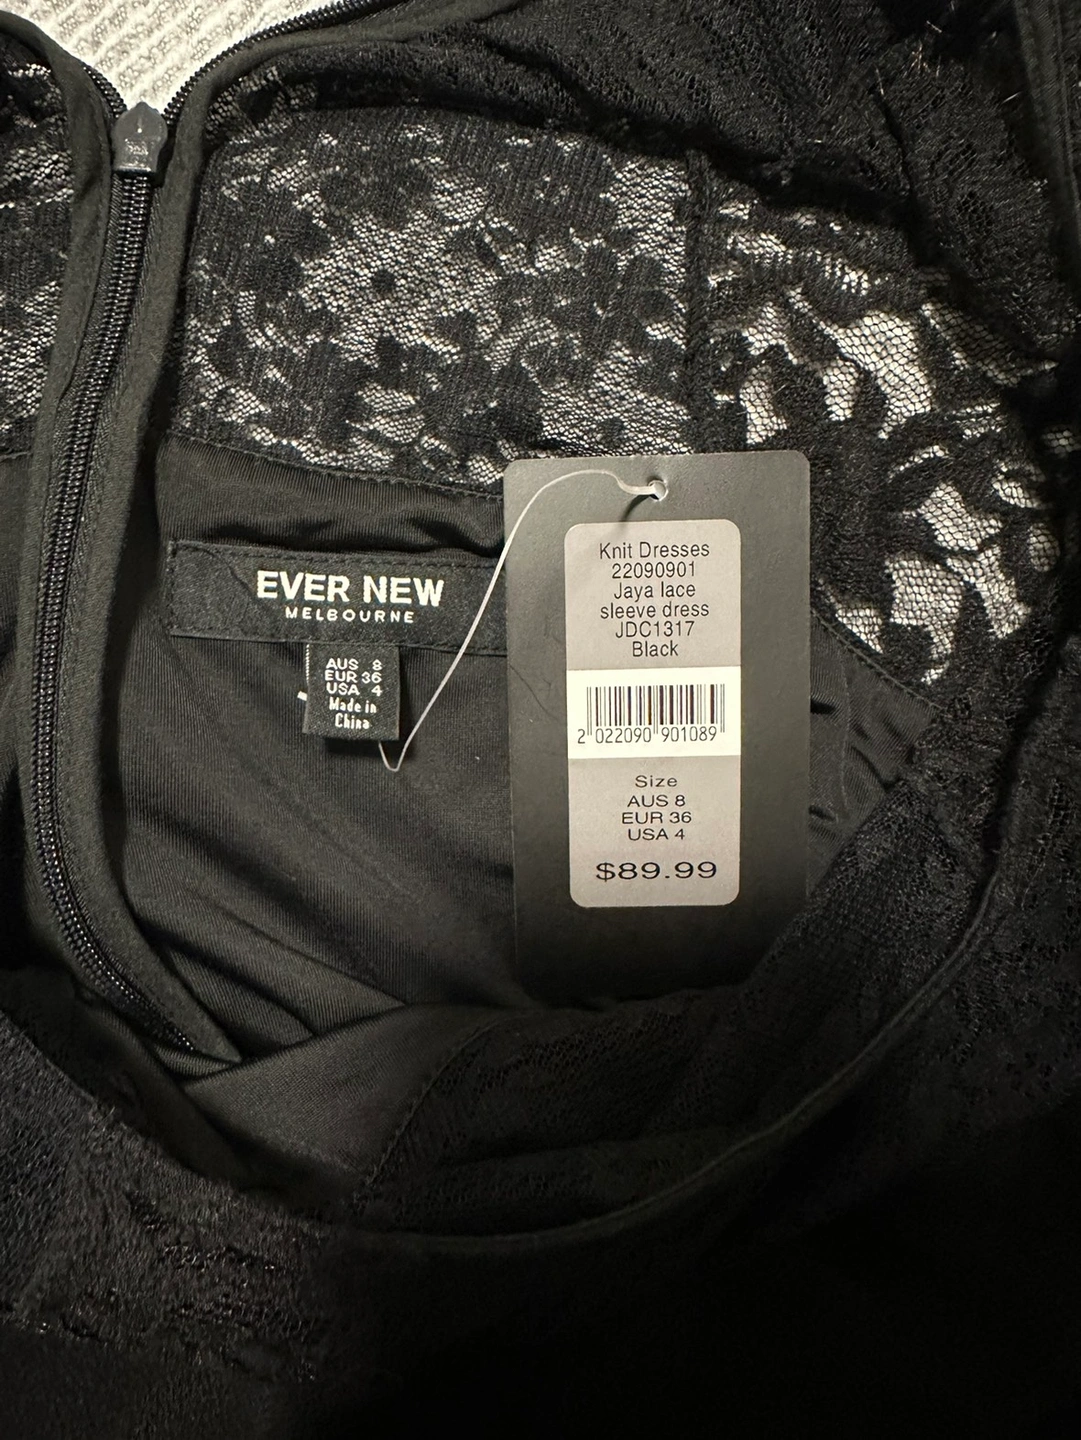 EVER NEW
MELBOURNE
AUS 8
EUR 36
USA 4
Made in
China
Knit Dresses
22090901
Jaya lace
sleeve dress
JDC1317
Black
2 022090 901089
Size
AUS 8
EUR 36
USA 4
$89.99